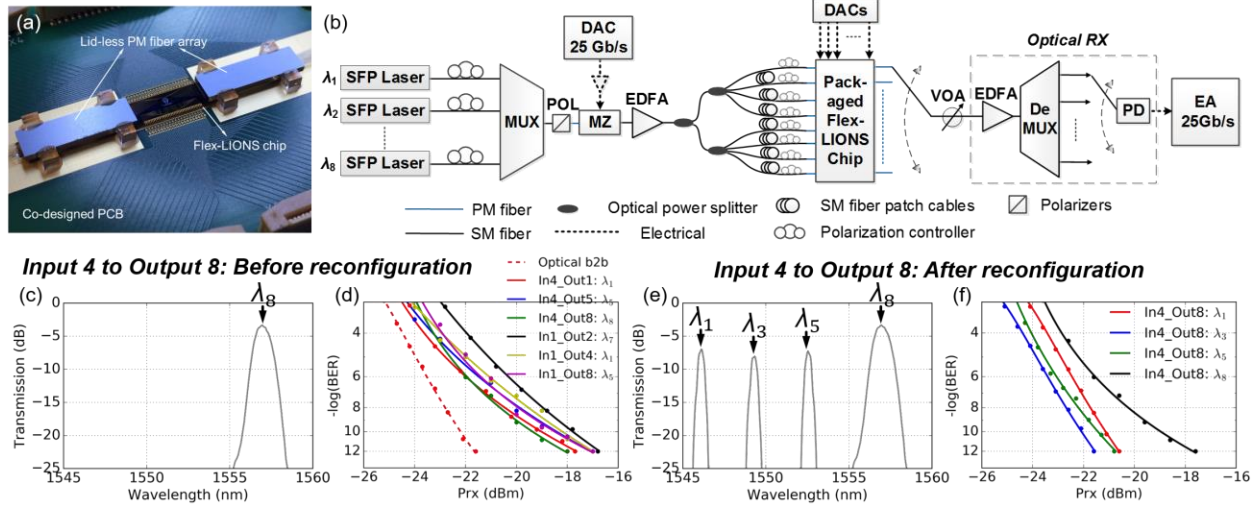 (a)
Lid-less PM fiber array
Flex-LIONS chip
Co-designed PCB
(b)
λ1
SFP Laser
λ2
SFP Laser
λ8
SFP Laser
MUX
POL
DAC
25 Gb/s
MZ
EDFA
DACs
Pack-
aged
Flex-
LIONS
Chip
Optical RX
VOA
EDFA
De
MUX
PD
EA
25Gb/s
PM fiber
Optical power splitter
SM fiber patch cables
Polarizers
SM fiber
Electrical
Polarization controller
Input 4 to Output 8: Before reconfiguration
Input 4 to Output 8: After reconfiguration
(c)
λ8
Transmission (dB)
0
−5
−10
−15
−20
−25
1545
1550
1555
1560
Wavelength (nm)
(d)
Optical b2b
In4_Out1: λ1
In4_Out5: λ5
In4_Out8: λ8
In1_Out2: λ7
In1_Out4: λ1
In1_Out8: λ5
-log(BER)
4
6
8
10
12
−26
−24
−22
−20
−18
−16
Prx (dBm)
(e)
λ1
λ3
λ5
λ8
Transmission (dB)
0
−5
−10
−15
−20
−25
1545
1550
1555
1560
Wavelength (nm)
(f)
In4_Out8: λ1
In4_Out8: λ3
In4_Out8: λ5
In4_Out8: λ8
-log(BER)
4
6
8
10
12
−26
−24
−22
−20
−18
−16
Prx (dBm)